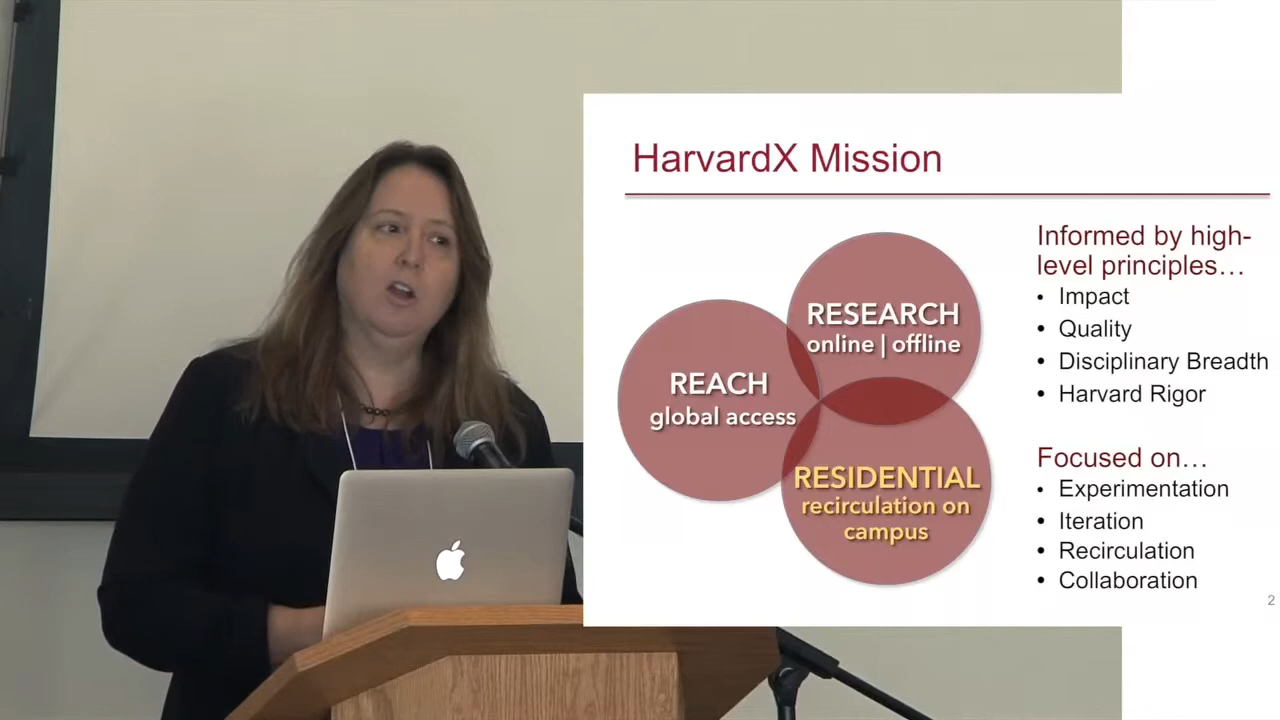 HarvardX Mission
RESEARCH
online | offline
REACH
global access
RESIDENTIAL
recirculation on
campus
Informed by high-
level principles…
• Impact
• Quality
• Disciplinary Breadth
• Harvard Rigor
Focused on…
• Experimentation
• Iteration
• Recirculation
• Collaboration
2